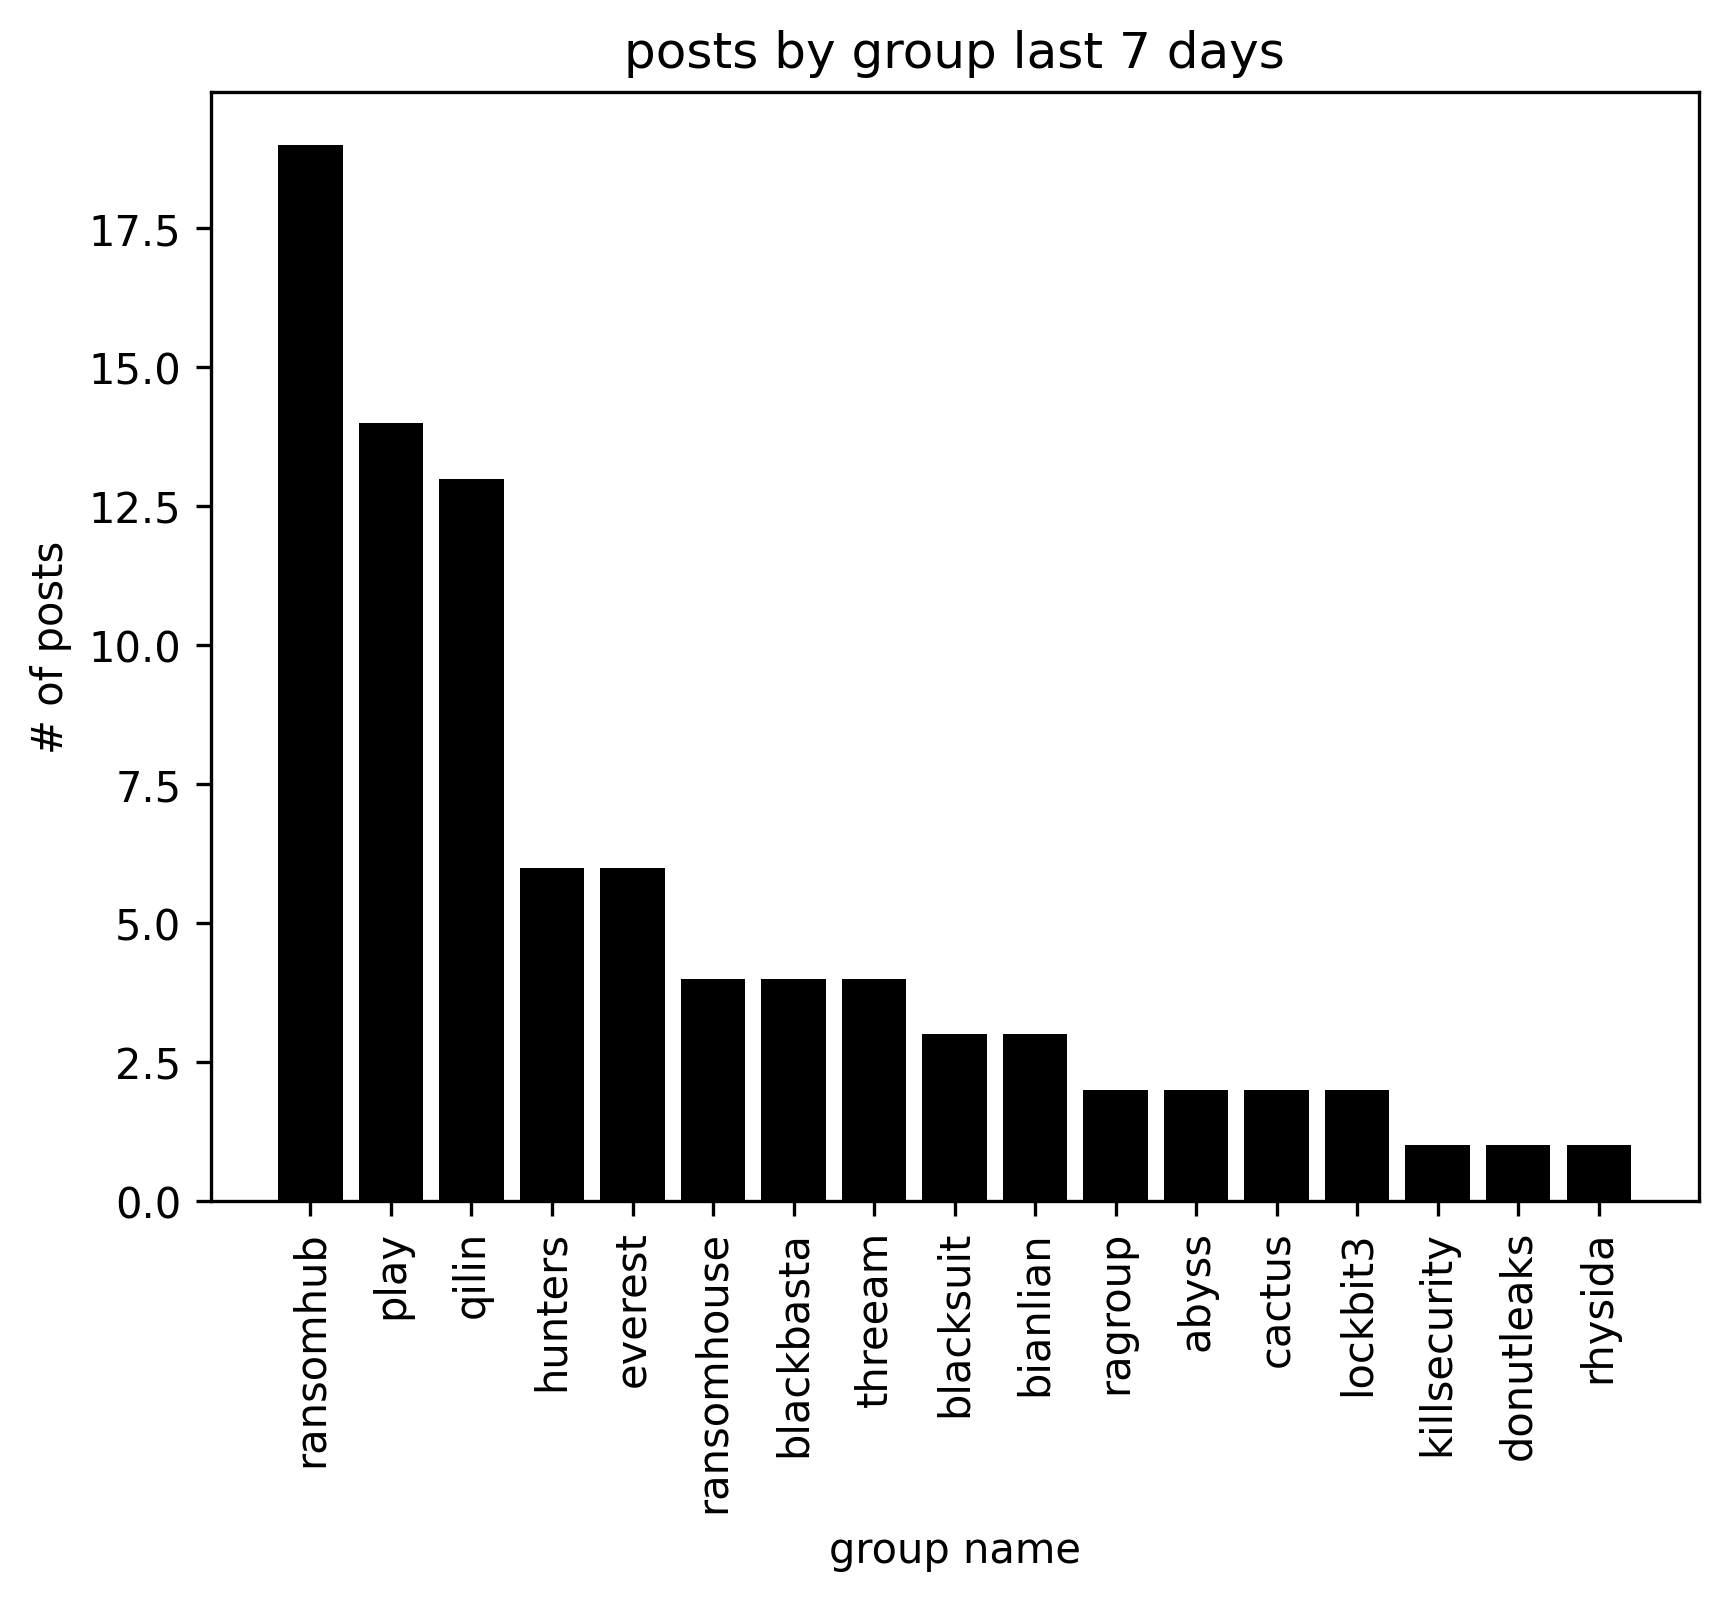 posts by group last 7 days
# of posts
17.5
15.0
12.5
10.0
7.5
5.0
2.5
0.0
ransomhub
play
qilin
hunters
everest
ransomhouse
blackbasta
threeam
blacksuit
bianlian
ragroup
abyss
cactus
lockbit3
killsecurity
donutleaks
rhysida
group name